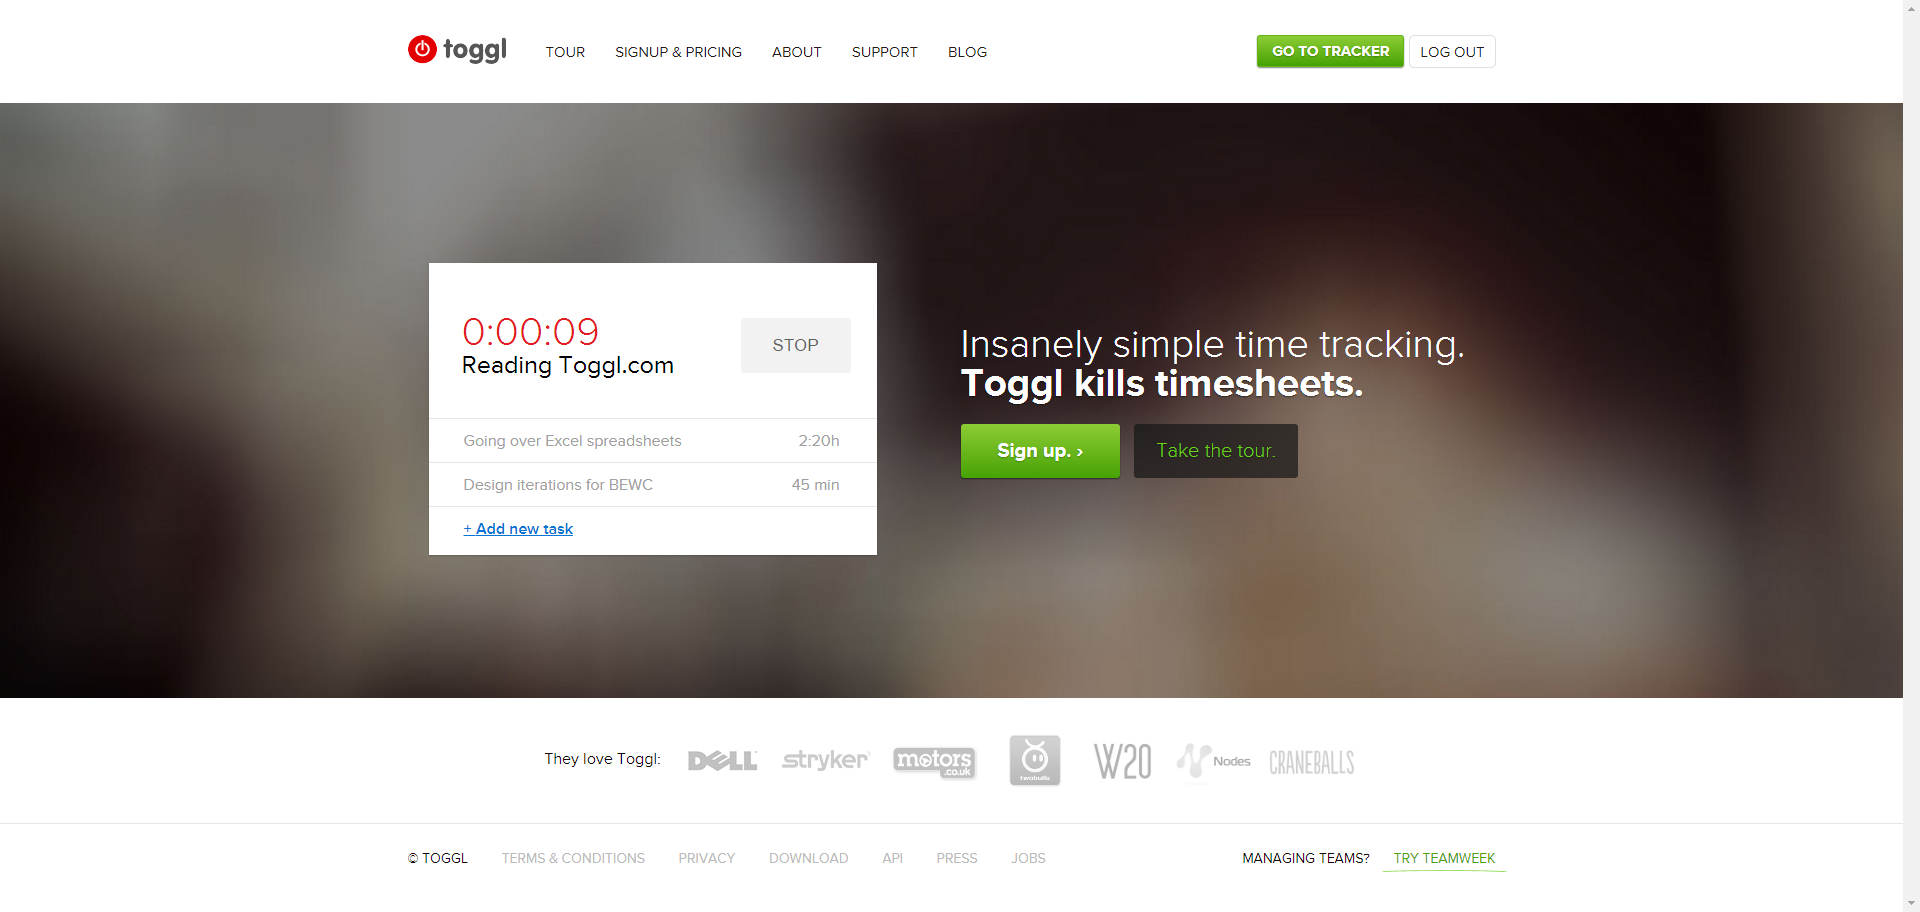 toggl
TOUR
SIGNUP & PRICING
ABOUT
SUPPORT
BLOG
GO TO TRACKER
LOG OUT
0:00:09
Reading Toggl.com
STOP
Going over Excel spreadsheets 2:20h
Design iterations for BEWC 45 min
+ Add new task
Insanely simple time tracking.
Toggl kills timesheets.
Sign up. ›
Take the tour.
They love Toggl:
DELL
stryker
motors
.co.uk
twobulls
W20
Nodes
CRANEBALLS
© TOGGL
TERMS & CONDITIONS
PRIVACY
DOWNLOAD
API
PRESS
JOBS
MANAGING TEAMS?
TRY TEAMWEEK